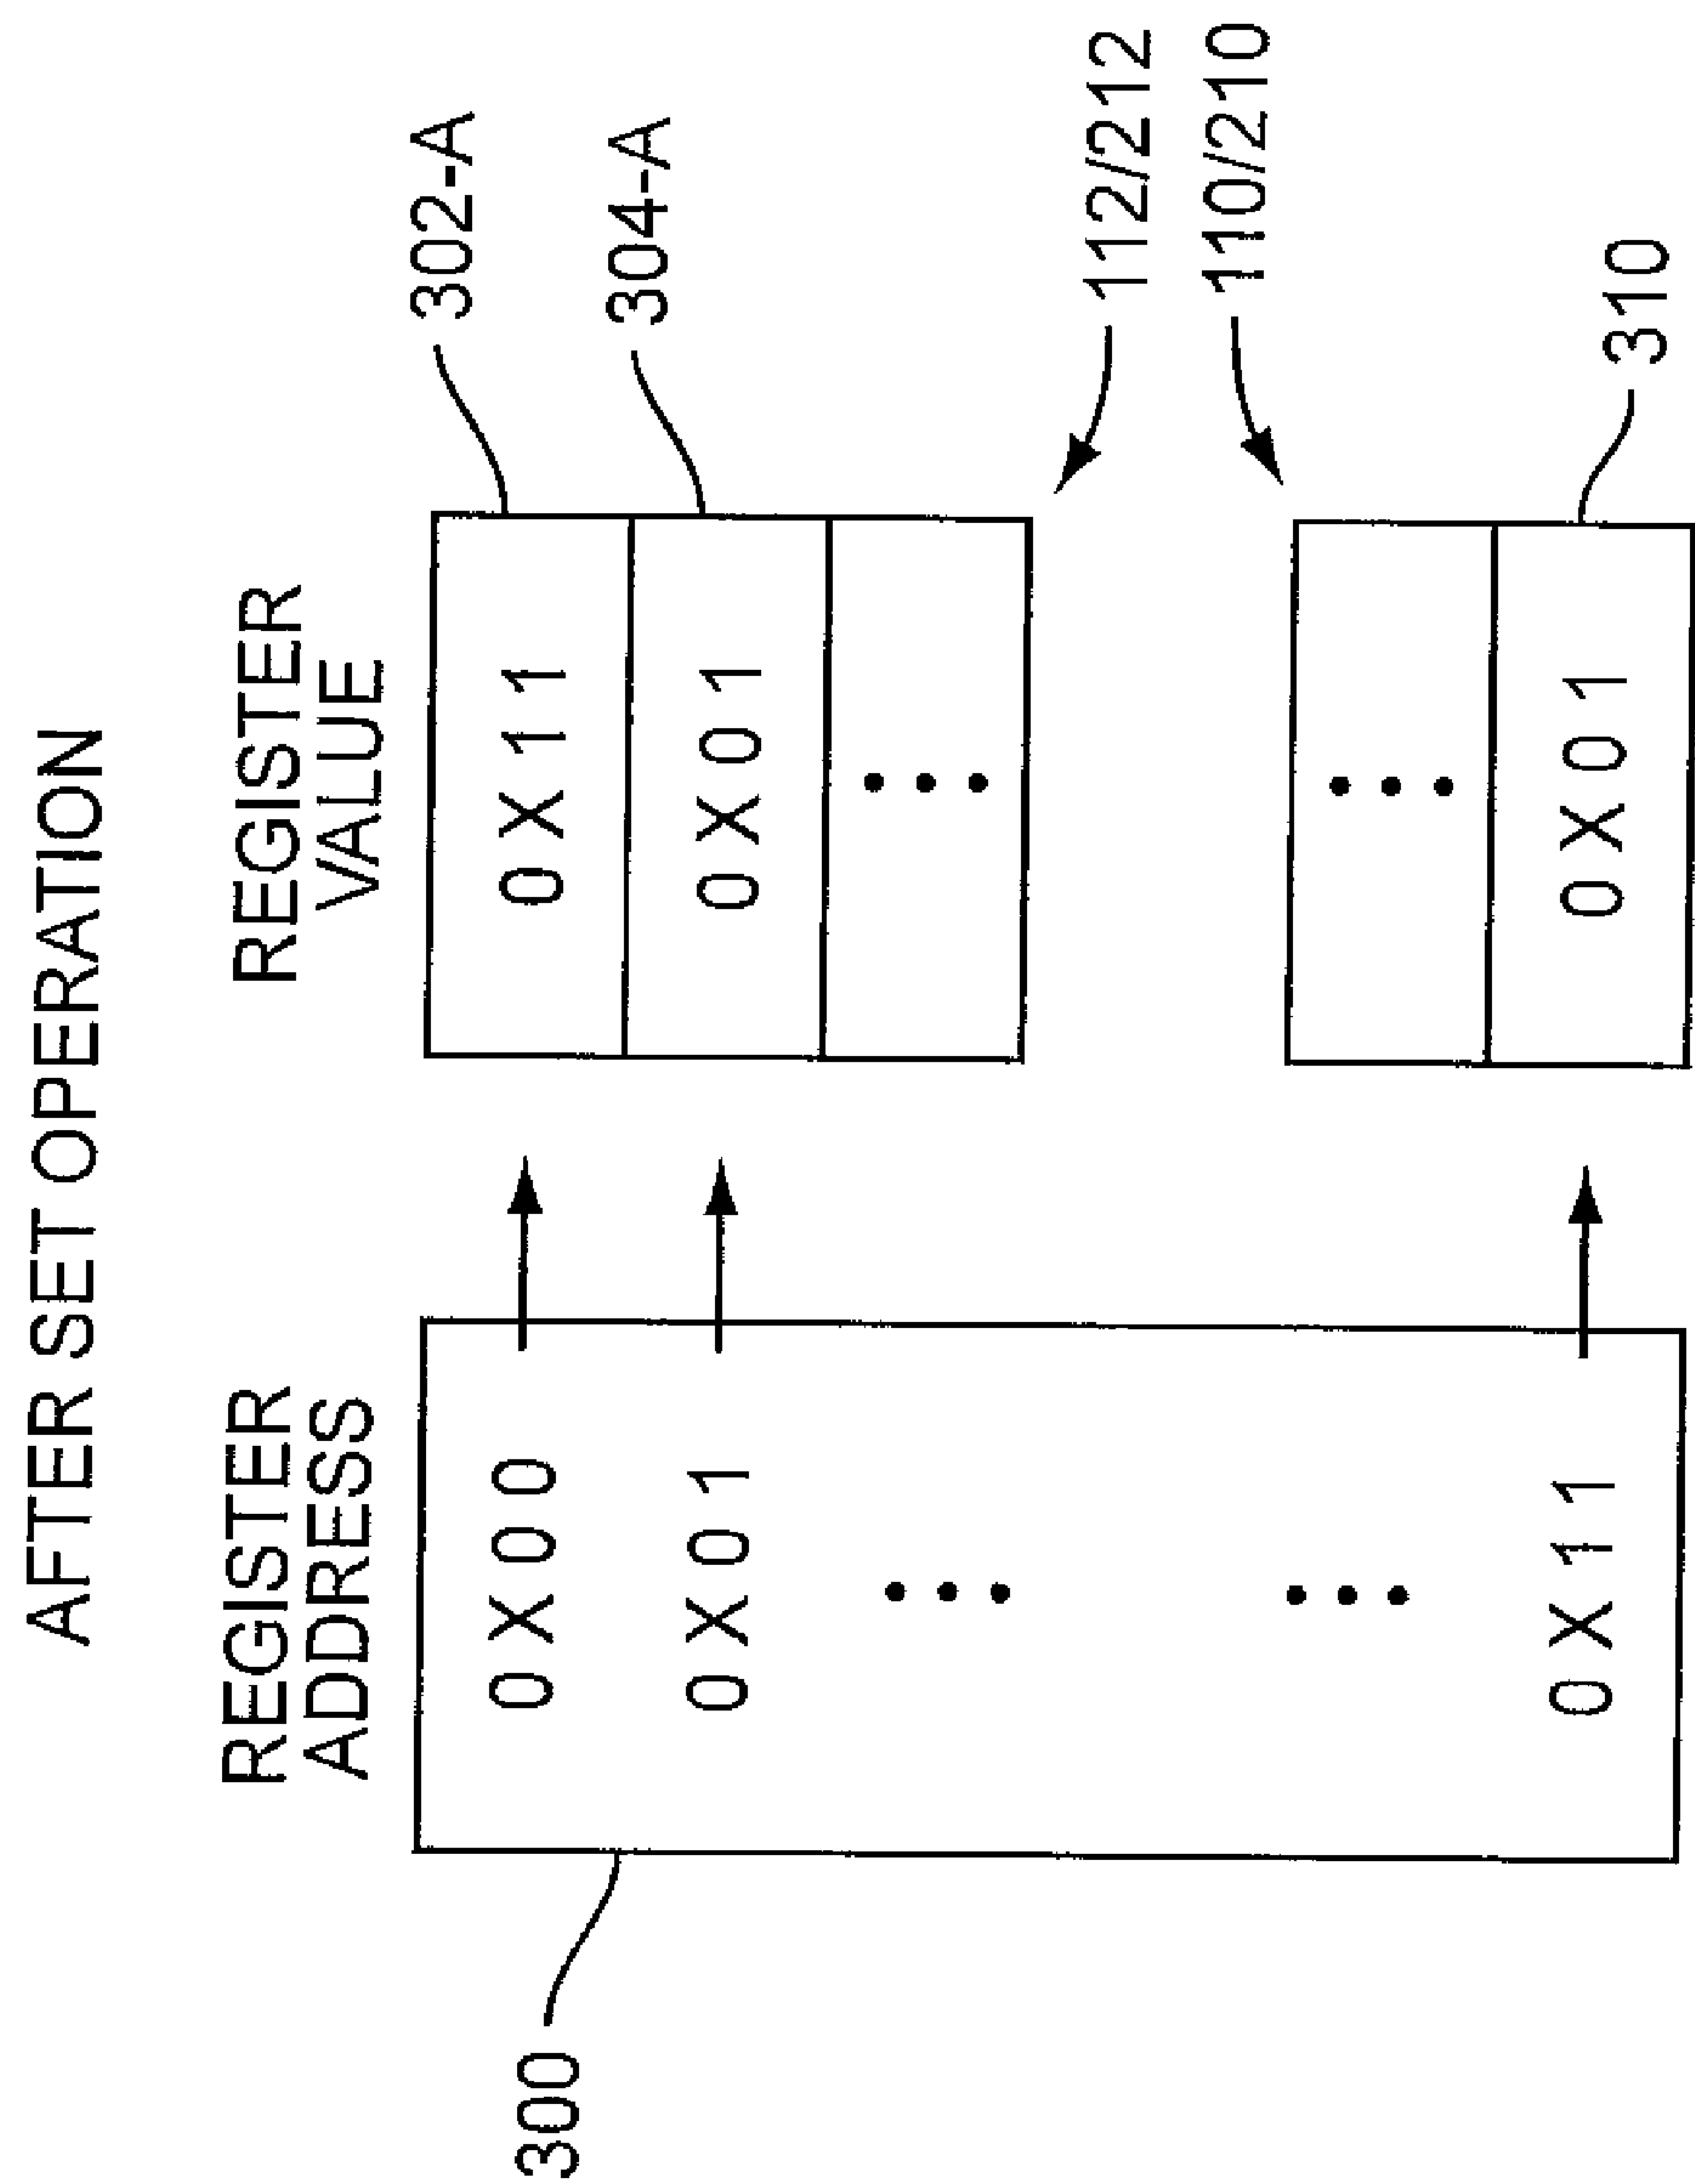 AFTER SET OPERATION
REGISTER
ADDRESS
REGISTER
VALUE
300
0X00
0X01
• • •
• • •
0X11
0X11
0X01
• • •
• • •
0X01
302-A
304-A
112/212
110/210
310